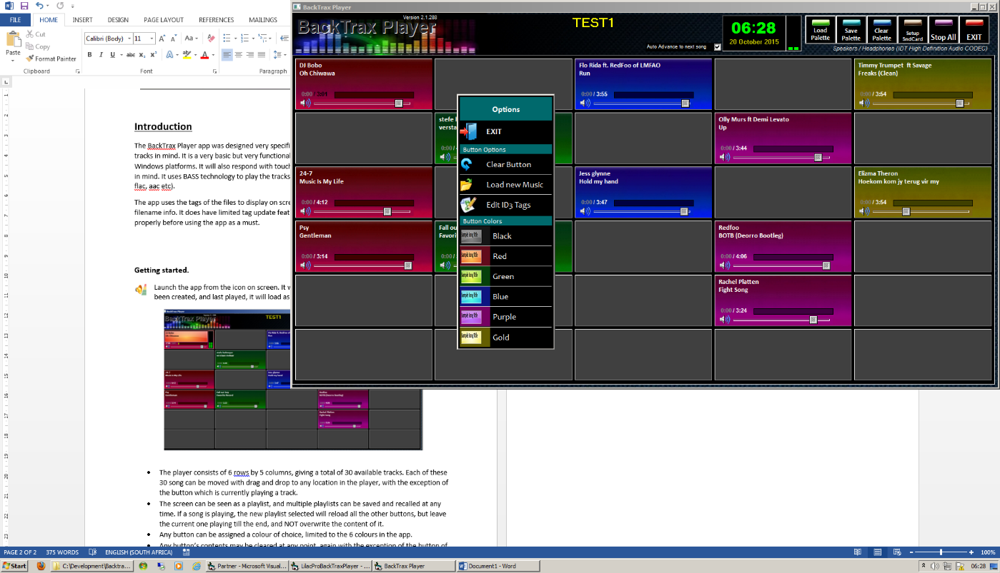 FILE
HOME
INSERT
DESIGN
PAGE LAYOUT
REFERENCES
MAILINGS
Paste
Cut
Copy
Format Painter
Clipboard
Calibri (Body)
11
Font
Paragraph
Introduction
The BackTrax Player app was designed very specifi
tracks in mind. It is a very basic but very functional
Windows platforms. It will also respond with touch
in mind. It uses BASS technology to play the tracks
flac, aac etc).
The app uses the tags of the files to display on scre
filename info. It does have limited tag update feat
properly before using the app as a must.
Getting started.
Launch the app from the icon on screen. It w
been created, and last played, it will load as
• The player consists of 6 rows by 5 columns, giving a total of 30 available tracks. Each of these
30 song can be moved with drag and drop to any location in the player, with the exception of
the button which is currently playing a track.
• The screen can be seen as a playlist, and multiple playlists can be saved and recalled at any
time. If a song is playing, the new playlist selected will reload all the other buttons, but leave
the current one playing till the end, and NOT overwrite the content of it.
• Any button can be assigned a colour of choice, limited to the 6 colours in the app.
• Any button's contents may be cleared at any point, again with the exception of the button of
BackTrax Player
Version 2.1.288
BackTrax Player
TEST1
Auto Advance to next song
06:28
20 October 2015
Load Palette
Save Palette
Clear Palette
Setup SndCard
Stop All
EXIT
Speakers / Headphones (IDT High Definition Audio CODEC)
DJ Bobo
Oh Chiwawa
0:00 / 3:01
Flo Rida ft. RedFoo of LMFAO
Run
0:00 / 3:55
Timmy Trumpet ft Savage
Freaks (Clean)
0:00 / 3:54
stefe
versta
0:00 /
Olly Murs ft Demi Levato
Up
0:00 / 3:44
24-7
Music Is My Life
0:00 / 4:12
Jess glynne
Hold my hand
0:00 / 3:47
Elizma Theron
Hoekom kom jy terug vir my
0:00 / 3:54
Psy
Gentleman
0:00 / 3:14
Fall ou
Favori
0:00 /
Redfoo
BOTB (Deorro Bootleg)
0:00 / 4:06
Rachel Platten
Fight Song
0:00 / 3:24
Options
EXIT
Button Options
Clear Button
Load new Music
Edit ID3 Tags
Button Colors
Black
Red
Green
Blue
Purple
Gold
PAGE 2 OF 2
375 WORDS
ENGLISH (SOUTH AFRICA)
100%
Start
C:\Development\Backtra...
Partner - Microsoft Visual...
LilacProBackTraxPlayer - ...
BackTrax Player
Document1 - Word
06:28